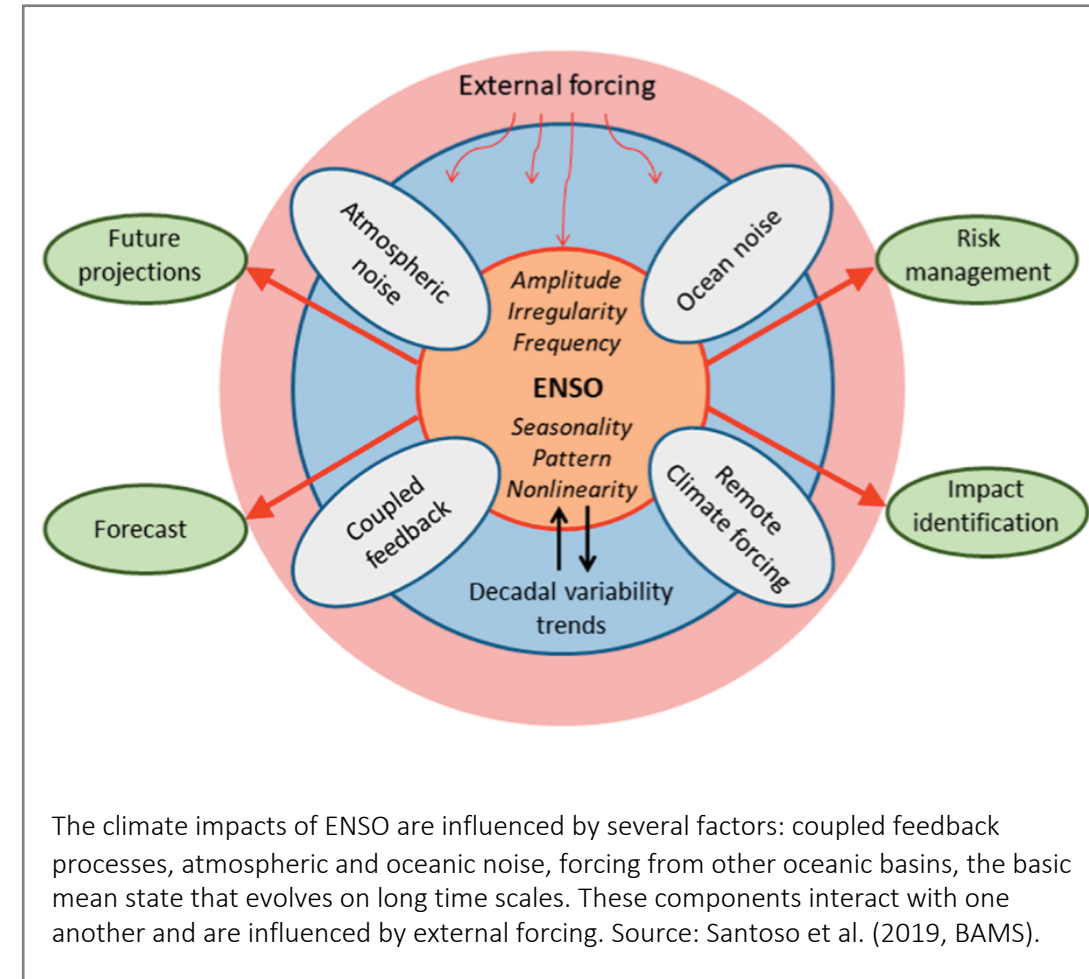 External forcing
Atmospheric
noise
Ocean noise
Future
projections
Risk
management
Amplitude
Irregularity
Frequency
ENSO
Seasonality
Pattern
Nonlinearity
Coupled
feedback
Remote
Climate forcing
Forecast
Impact
identification
Decadal variability
trends
The climate impacts of ENSO are influenced by several factors: coupled feedback
processes, atmospheric and oceanic noise, forcing from other oceanic basins, the basic
mean state that evolves on long time scales. These components interact with one
another and are influenced by external forcing. Source: Santoso et al. (2019, BAMS).